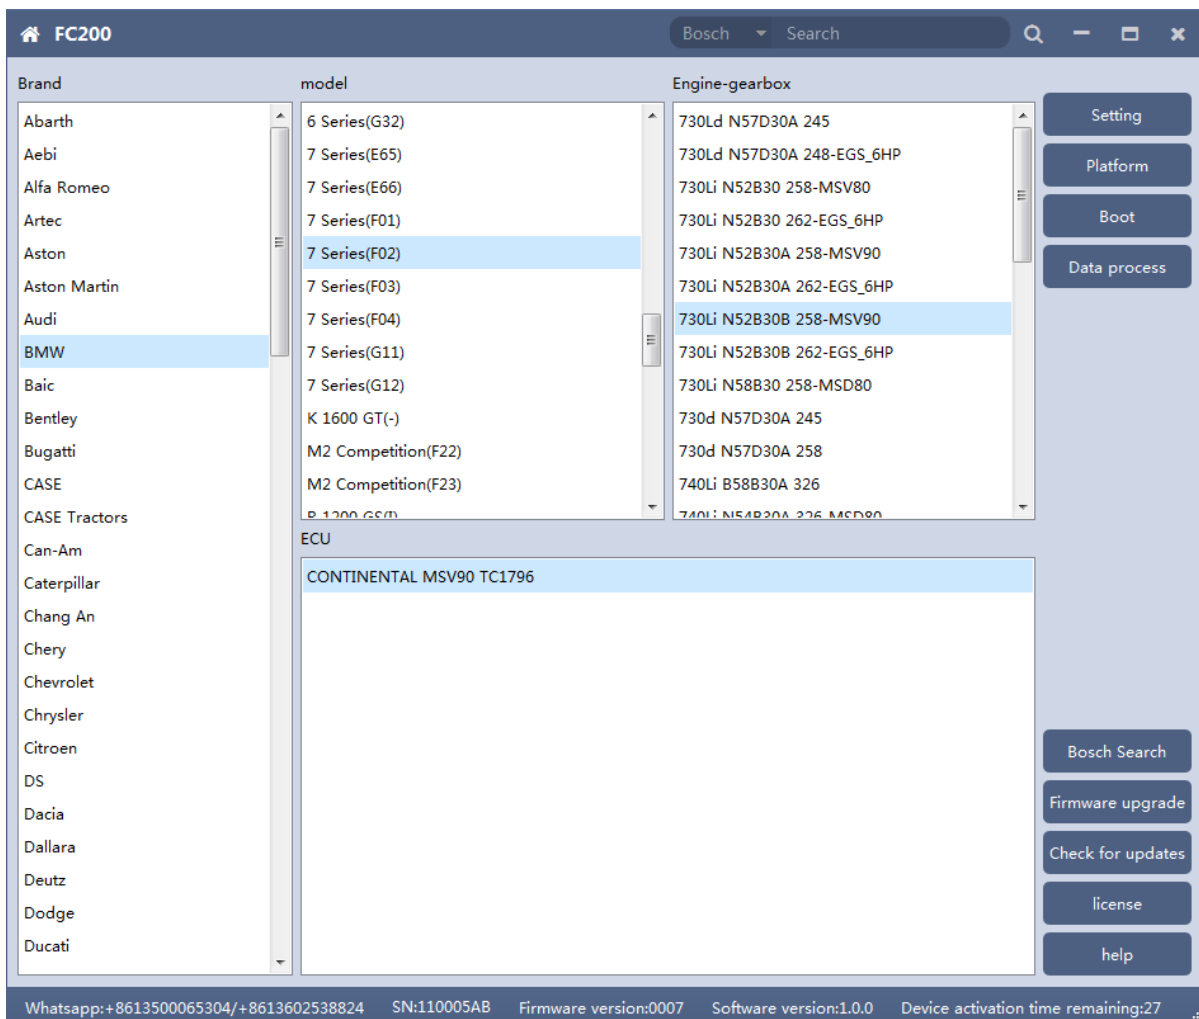 FC200
Bosch
Search
Brand
Abarth
Aebi
Alfa Romeo
Artec
Aston
Aston Martin
Audi
BMW
Baic
Bentley
Bugatti
CASE
CASE Tractors
Can-Am
Caterpillar
Chang An
Chery
Chevrolet
Chrysler
Citroen
DS
Dacia
Dallara
Deutz
Dodge
Ducati
model
6 Series(G32)
7 Series(E65)
7 Series(E66)
7 Series(F01)
7 Series(F02)
7 Series(F03)
7 Series(F04)
7 Series(G11)
7 Series(G12)
K 1600 GT(-)
M2 Competition(F22)
M2 Competition(F23)
R 1200 GS(I)
Engine-gearbox
730Ld N57D30A 245
730Ld N57D30A 248-EGS_6HP
730Li N52B30 258-MSV80
730Li N52B30 262-EGS_6HP
730Li N52B30A 258-MSV90
730Li N52B30A 262-EGS_6HP
730Li N52B30B 258-MSV90
730Li N52B30B 262-EGS_6HP
730Li N58B30 258-MSD80
730d N57D30A 245
730d N57D30A 258
740Li B58B30A 326
740Li N54B30A 326-MSD80
ECU
CONTINENTAL MSV90 TC1796
Setting
Platform
Boot
Data process
Bosch Search
Firmware upgrade
Check for updates
license
help
Whatsapp:+8613500065304/+8613602538824 SN:110005AB Firmware version:0007 Software version:1.0.0 Device activation time remaining:27